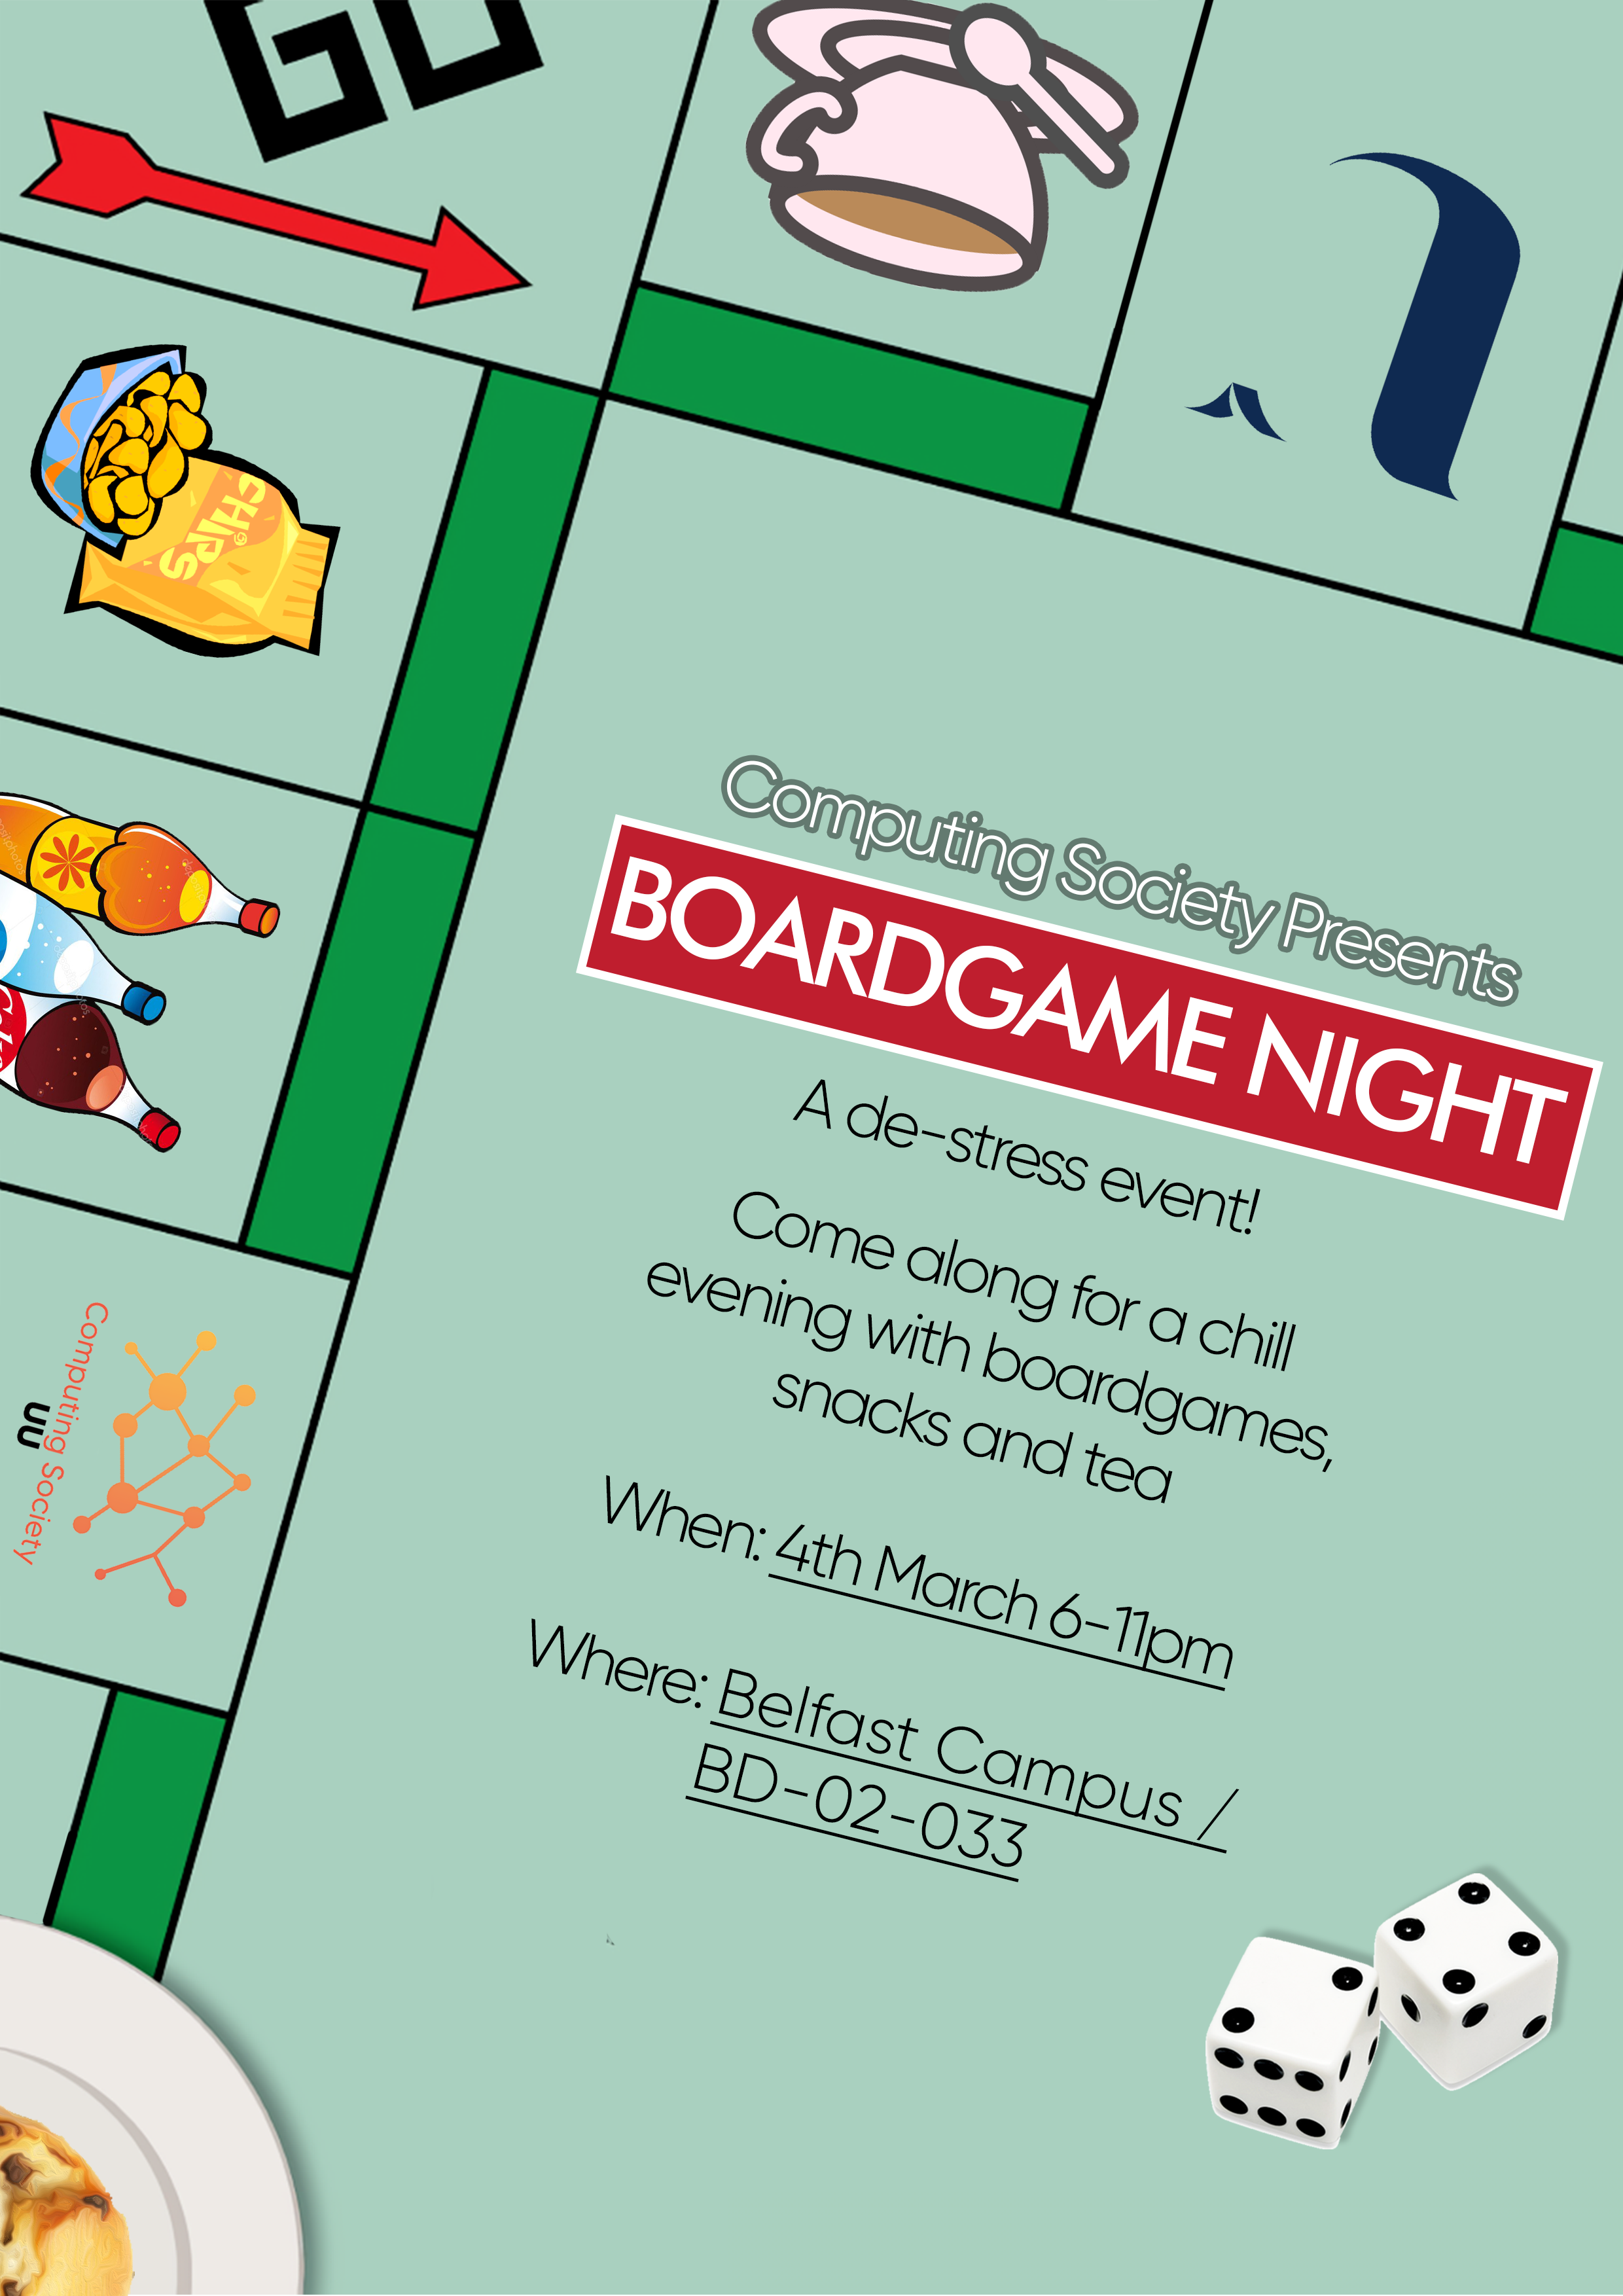 GO
CHIPS
Computing Society Presents
BOARDGAME NIGHT
A de-stress event!
Come along for a chill
evening with boardgames,
snacks and tea
When: 4th March 6-11pm
Where: Belfast Campus /
BD-02-033
Computing Society
UU